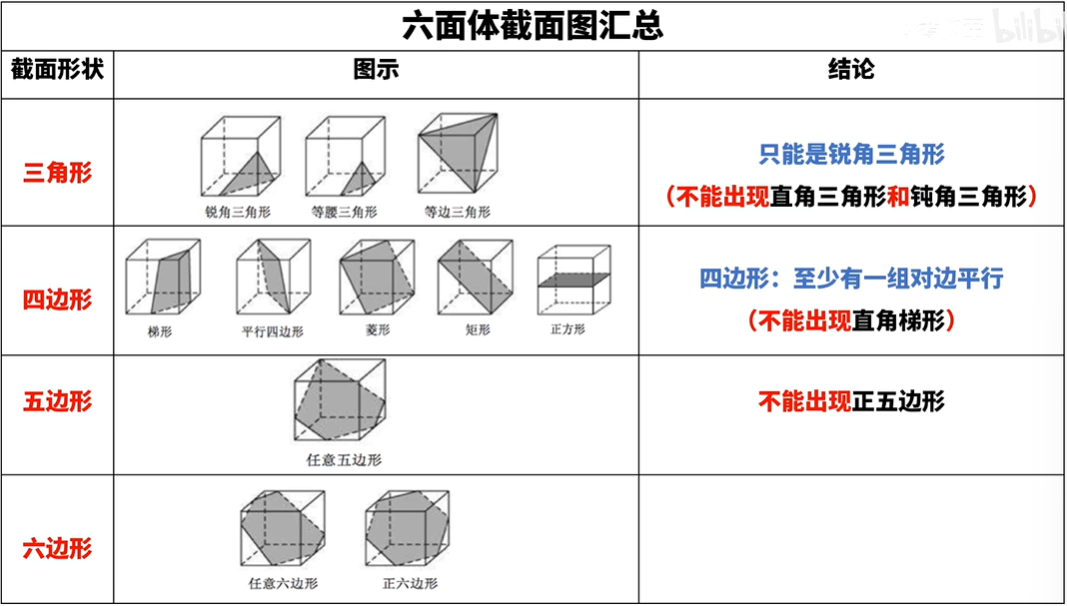 六面体截面图汇总
bilibili
截面形状
图示
结论
三角形
锐角三角形
等腰三角形
等边三角形
只能是锐角三角形
（不能出现直角三角形和钝角三角形）
四边形
梯形
平行四边形
菱形
矩形
正方形
四边形：至少有一组对边平行
（不能出现直角梯形）
五边形
任意五边形
不能出现正五边形
六边形
任意六边形
正六边形